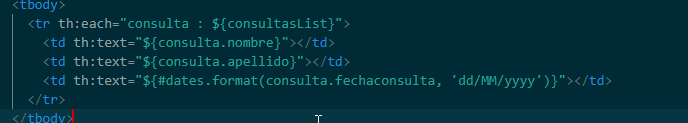 <tbody>
<tr th:each="consulta : ${consultasList}">
<td th:text="${consulta.nombre}"></td>
<td th:text="${consulta.apellido}"></td>
<td th:text="${#dates.format(consulta.fechaconsulta, 'dd/MM/yyyy')}"></td>
</tr>
</tbody>